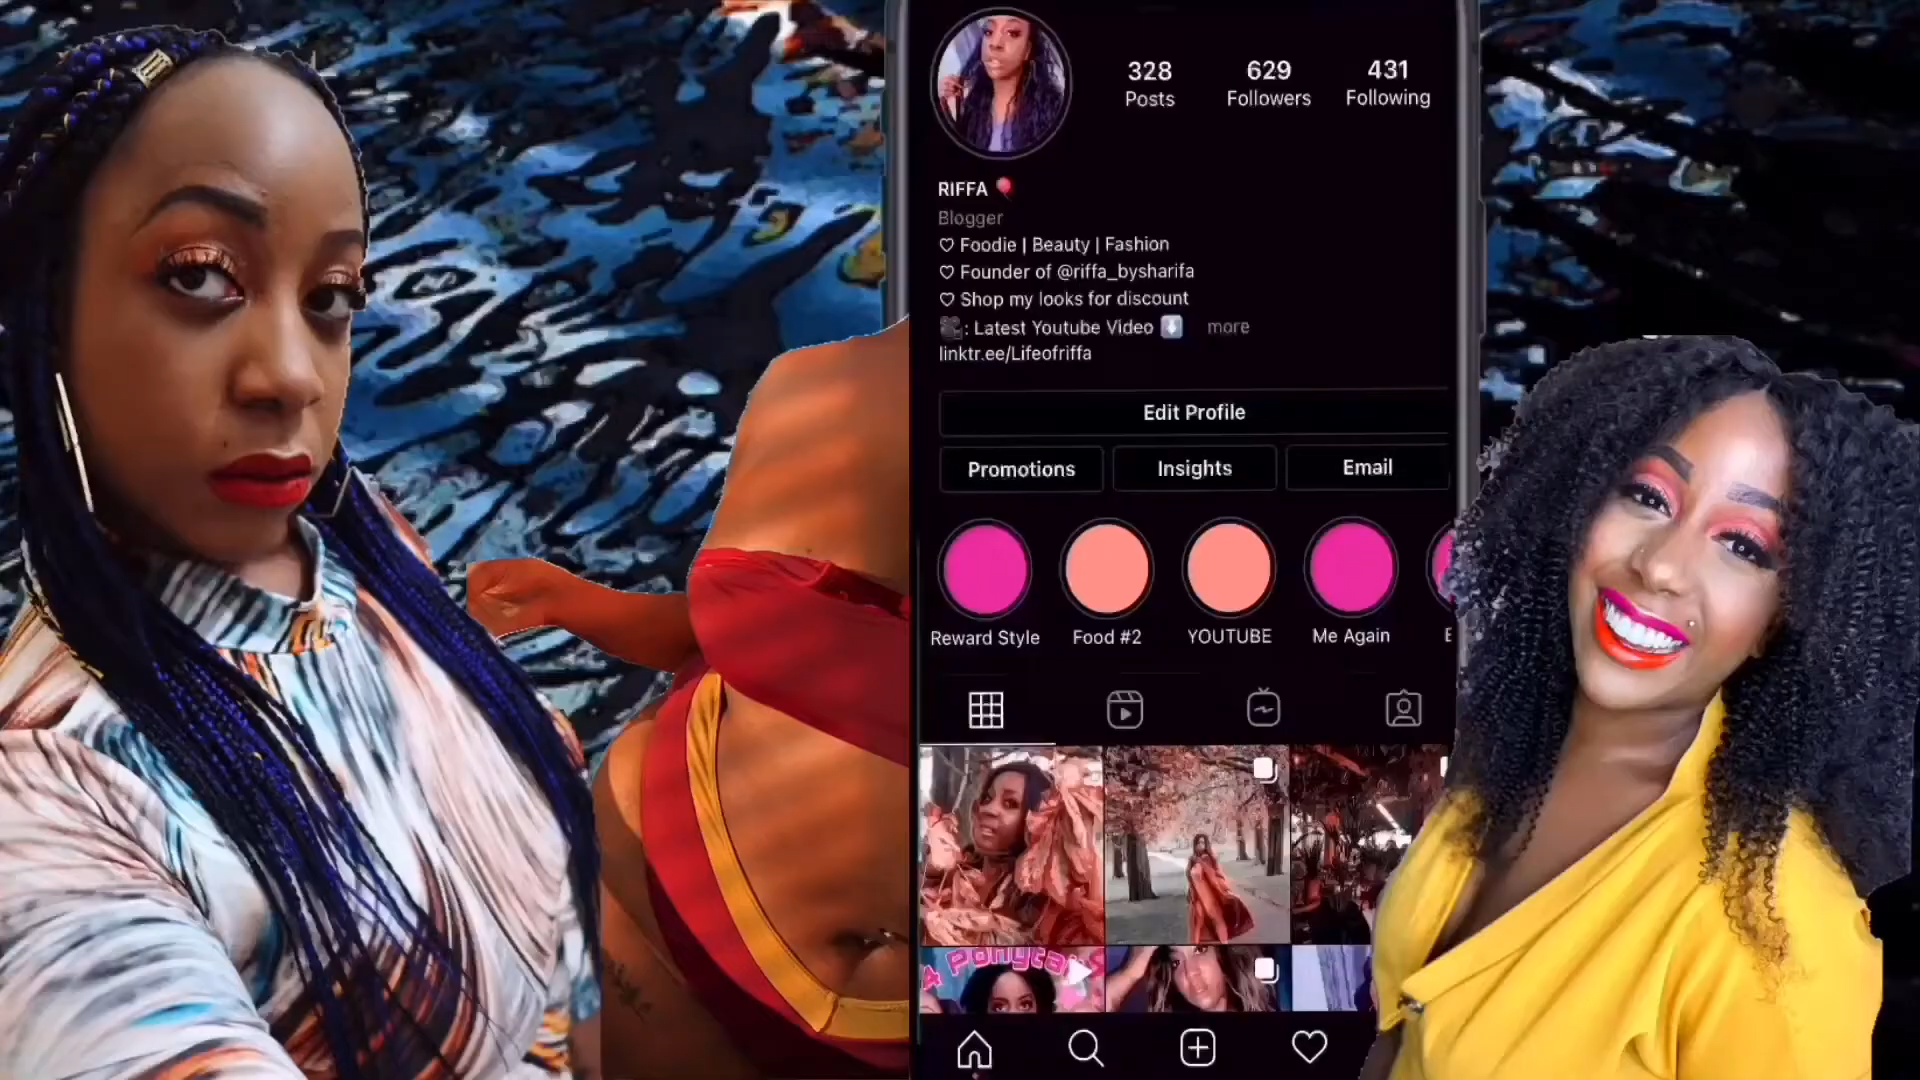 328
Posts
629
Followers
431
Following
RIFFA
Blogger
♡ Foodie | Beauty | Fashion
♡ Founder of @riffa_bysharifa
♡ Shop my looks for discount
🎥: Latest Youtube Video ⬇️ more
linktr.ee/Lifeofriffa
Edit Profile
Promotions
Insights
Email
Reward Style
Food #2
YOUTUBE
Me Again